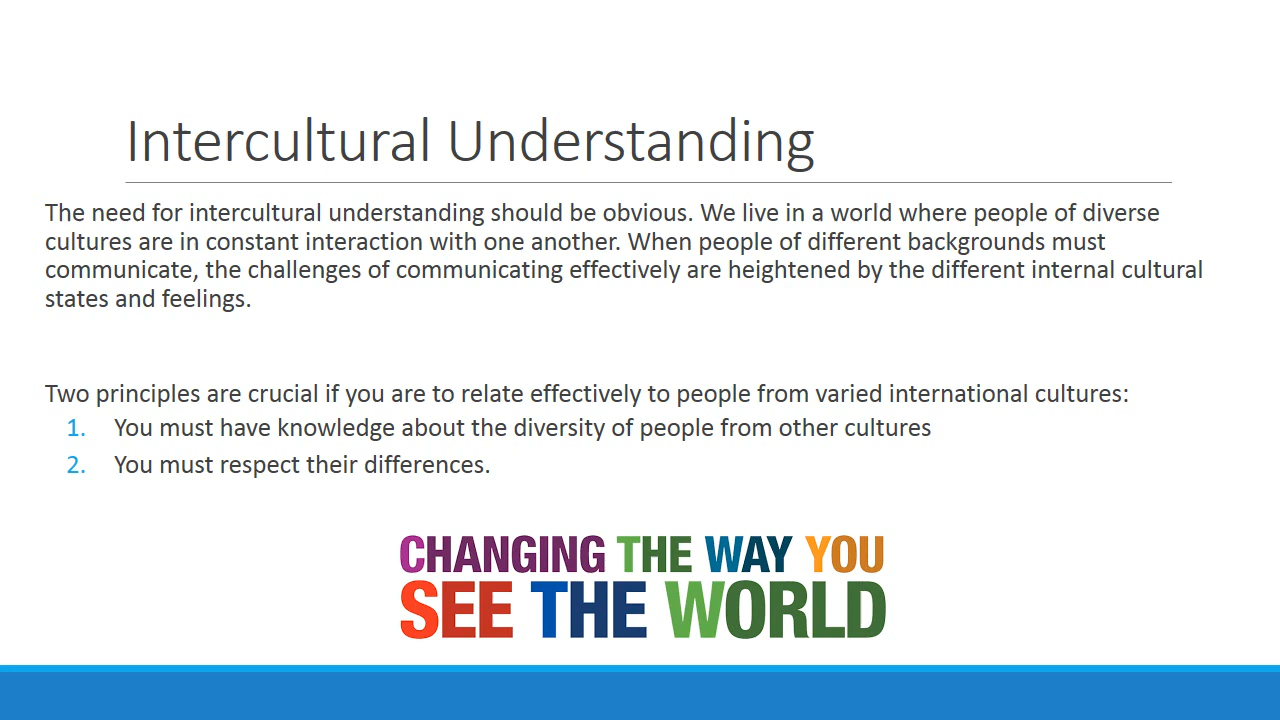 Intercultural Understanding
The need for intercultural understanding should be obvious. We live in a world where people of diverse
cultures are in constant interaction with one another. When people of different backgrounds must
communicate, the challenges of communicating effectively are heightened by the different internal cultural
states and feelings.
Two principles are crucial if you are to relate effectively to people from varied international cultures:
1. You must have knowledge about the diversity of people from other cultures
2. You must respect their differences.
CHANGING THE WAY YOU
SEE THE WORLD